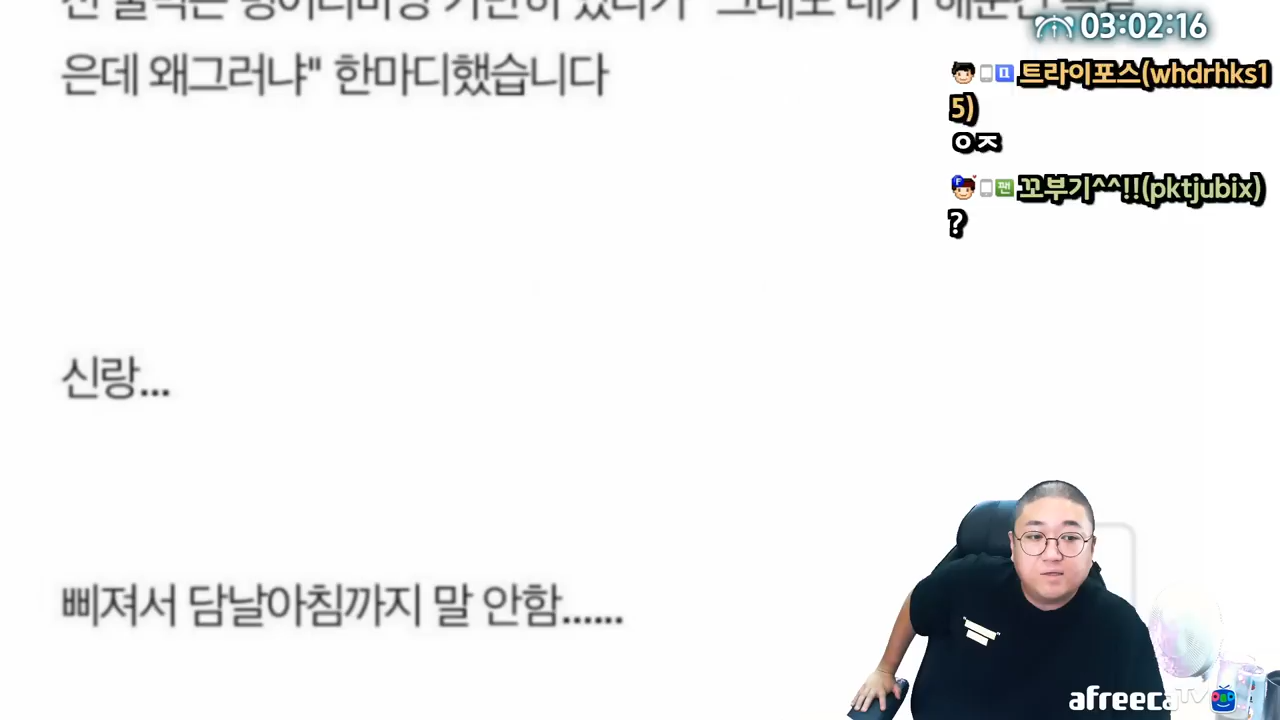 은데 왜그러냐" 한마디했습니다
신랑...
삐져서 담날아침까지 말 안함......
03:02:16
트라이포스(whdrhks1
5)
ㅇㅈ
팬 꼬부기^^!!(pktjubix)
?
afreecaTV